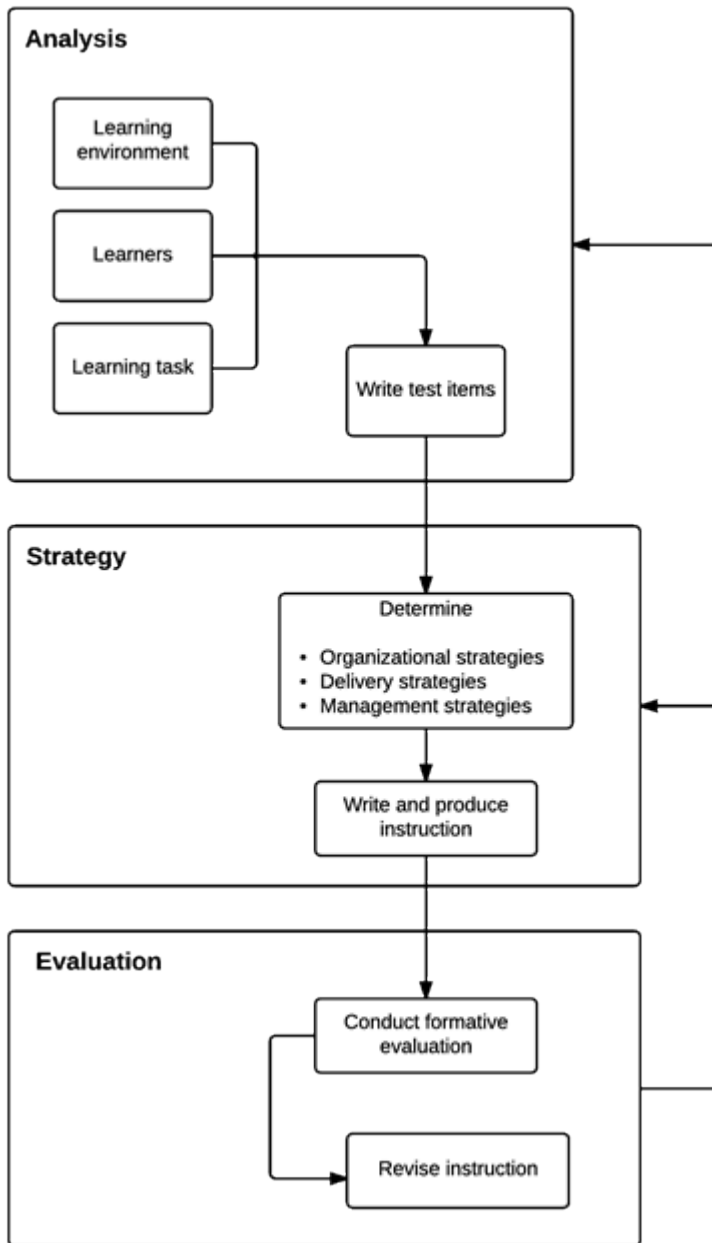 Analysis
Learning
environment
Learners
Learning task
Write test items
Strategy
Determine
• Organizational strategies
• Delivery strategies
• Management strategies
Write and produce
instruction
Evaluation
Conduct formative
evaluation
Revise instruction